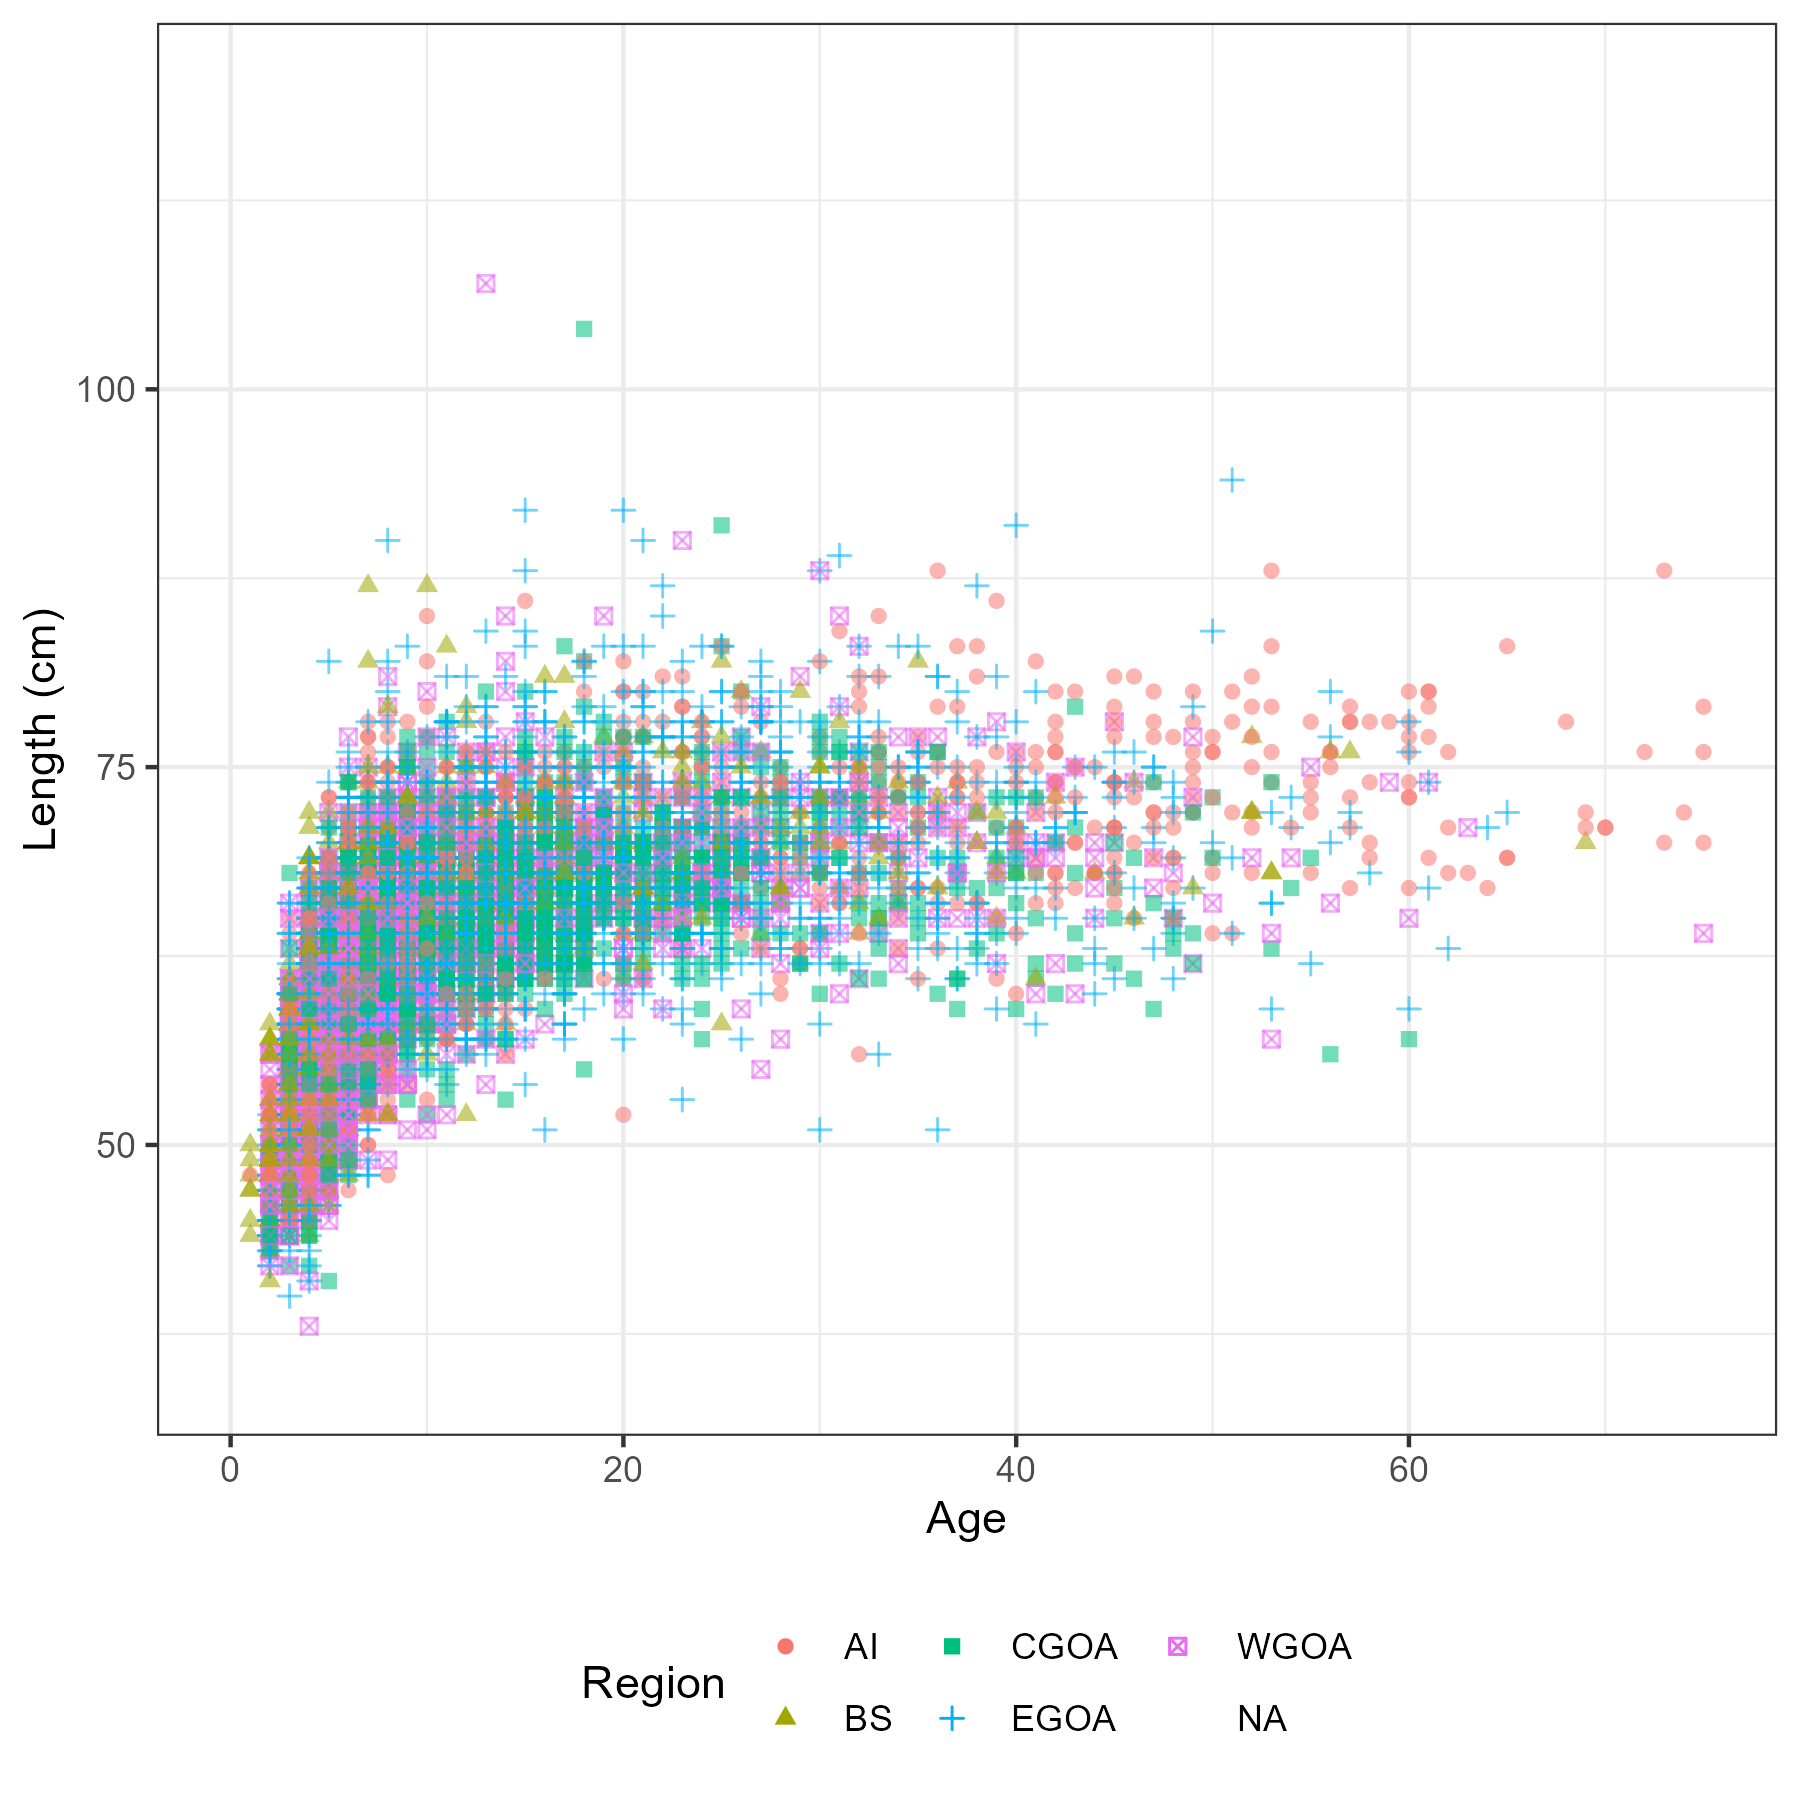 100
75
50
Length (cm)
0 20 40 60
Age
Region
AI CGOA WGOA
BS EGOA NA